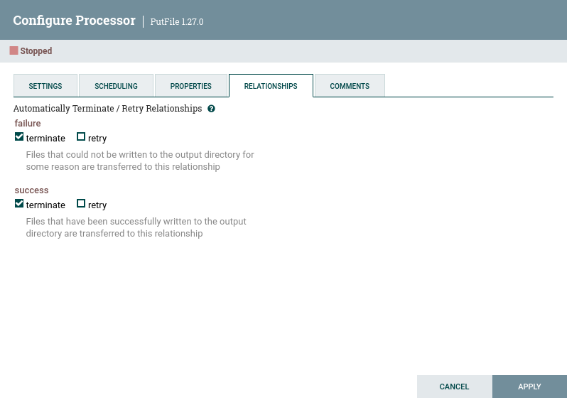 Configure Processor | PutFile 1.27.0
Stopped
SETTINGS SCHEDULING PROPERTIES RELATIONSHIPS COMMENTS
Automatically Terminate / Retry Relationships ?
failure
terminate retry
Files that could not be written to the output directory for
some reason are transferred to this relationship
success
terminate retry
Files that have been successfully written to the output
directory are transferred to this relationship
CANCEL APPLY